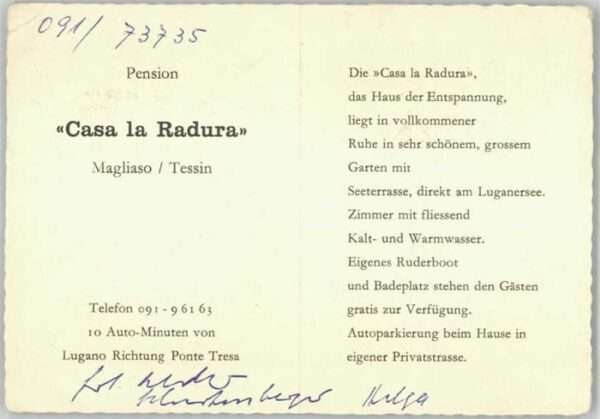 091/ 73735
Pension
«Casa la Radura»
Magliaso / Tessin
Telefon 091 - 9 61 63
10 Auto-Minuten von
Lugano Richtung Ponte Tresa
Helga
Die »Casa la Radura«,
das Haus der Entspannung,
liegt in vollkommener
Ruhe in sehr schönem, grossem
Garten mit
Seeterrasse, direkt am Luganersee.
Zimmer mit fliessend
Kalt- und Warmwasser.
Eigenes Ruderboot
und Badeplatz stehen den Gästen
gratis zur Verfügung.
Autoparkierung beim Hause in
eigener Privatstrasse.